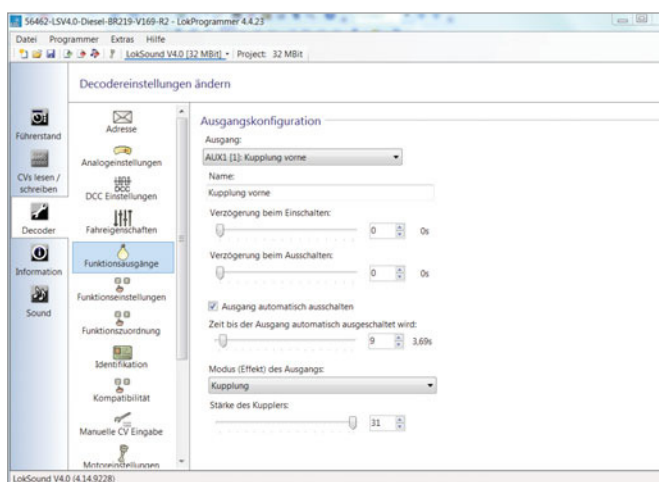 56462-LSV4.0-Diesel-BR219-V169-R2 - LokProgrammer 4.4.23
Datei Programmer Extras Hilfe
LokSound V4.0 [32 MBit] Project: 32 MBit
Decodereinstellungen ändern
Führerstand
CVs lesen /
schreiben
Decoder
Information
Sound
Adresse
Analogeinstellungen
DCC
DCC Einstellungen
Fahreigenschaften
Funktionsausgänge
Funktionseinstellungen
Funktionszuordnung
Identifikation
Kompatibilität
Manuelle CV Eingabe
Motoreinstellungen
Ausgangskonfiguration
Ausgang:
AUX1 [1]: Kupplung vorne
Name:
Kupplung vorne
Verzögerung beim Einschalten:
0 0s
Verzögerung beim Ausschalten:
0 0s
Ausgang automatisch ausschalten
Zeit bis der Ausgang automatisch ausgeschaltet wird:
9 3,69s
Modus (Effekt) des Ausgangs:
Kupplung
Stärke des Kupplers:
31
LokSound V4.0 (4.14.9228)